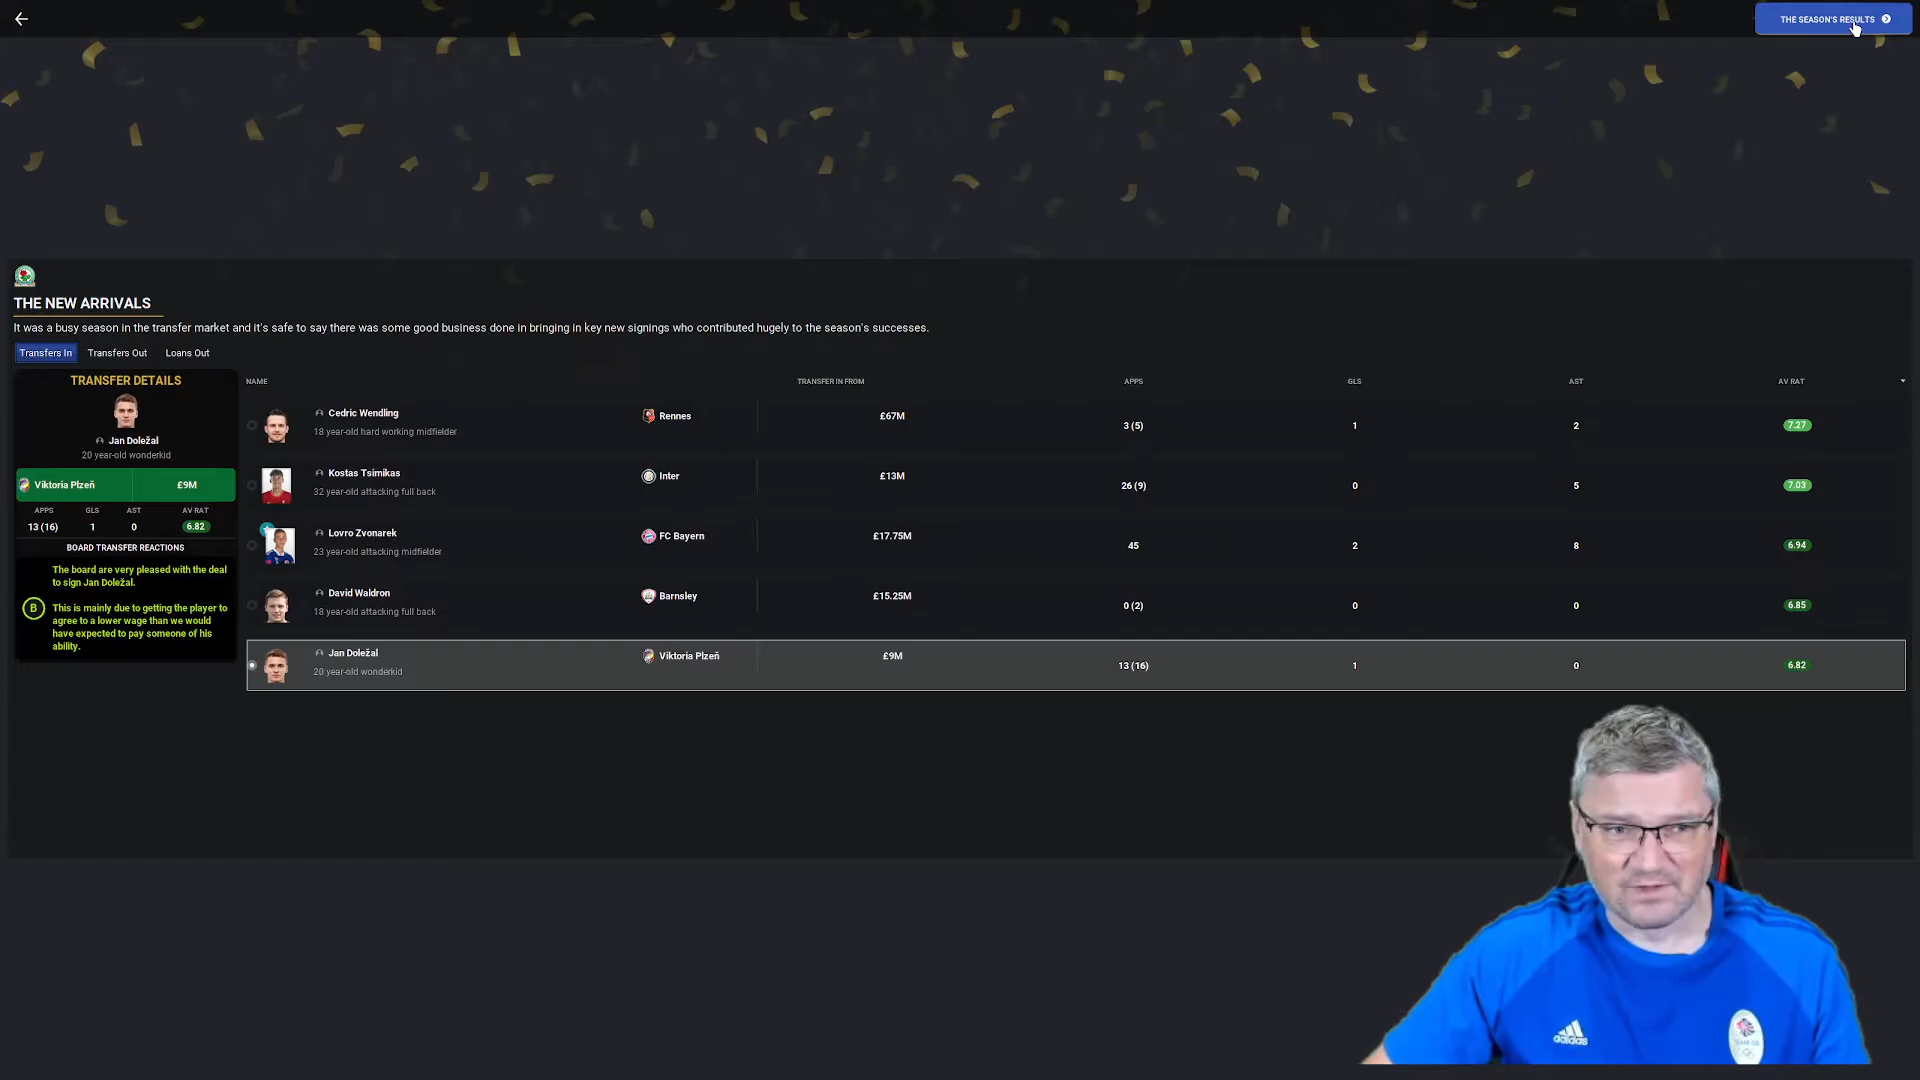 THE SEASON'S RESULTS
THE NEW ARRIVALS
It was a busy season in the transfer market and it's safe to say there was some good business done in bringing in key new signings who contributed hugely to the season's successes.
Transfers In Transfers Out Loans Out
TRANSFER DETAILS
Jan Doležal
20 year-old wonderkid
Viktoria Plzeň £9M
APPS GLS AST AV RAT
13 (16) 1 0 6.82
BOARD TRANSFER REACTIONS
The board are very pleased with the deal
to sign Jan Doležal.
B
This is mainly due to getting the player to
agree to a lower wage than we would
have expected to pay someone of his
ability.
NAME TRANSFER IN FROM APPS GLS AST AV RAT
Cedric Wendling
18 year-old hard working midfielder
Rennes £67M 3 (5) 1 2 7.27
Kostas Tsimikas
32 year-old attacking full back
Inter £13M 26 (9) 0 5 7.03
Lovro Zvonarek
23 year-old attacking midfielder
FC Bayern £17.75M 45 2 8 6.94
David Waldron
18 year-old attacking full back
Barnsley £15.25M 0 (2) 0 0 6.85
Jan Doležal
20 year-old wonderkid
Viktoria Plzeň £9M 13 (16) 1 0 6.82
adidas
TEAM GB